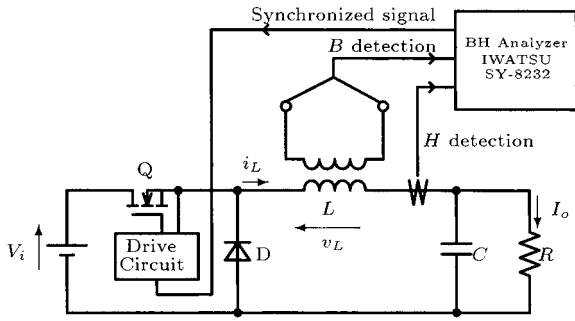 Synchronized signal
B detection
BH Analyzer
IWATSU
SY-8232
H detection
Q
i_L
L
I_o
V_i
Drive
Circuit
D
v_L
C
R